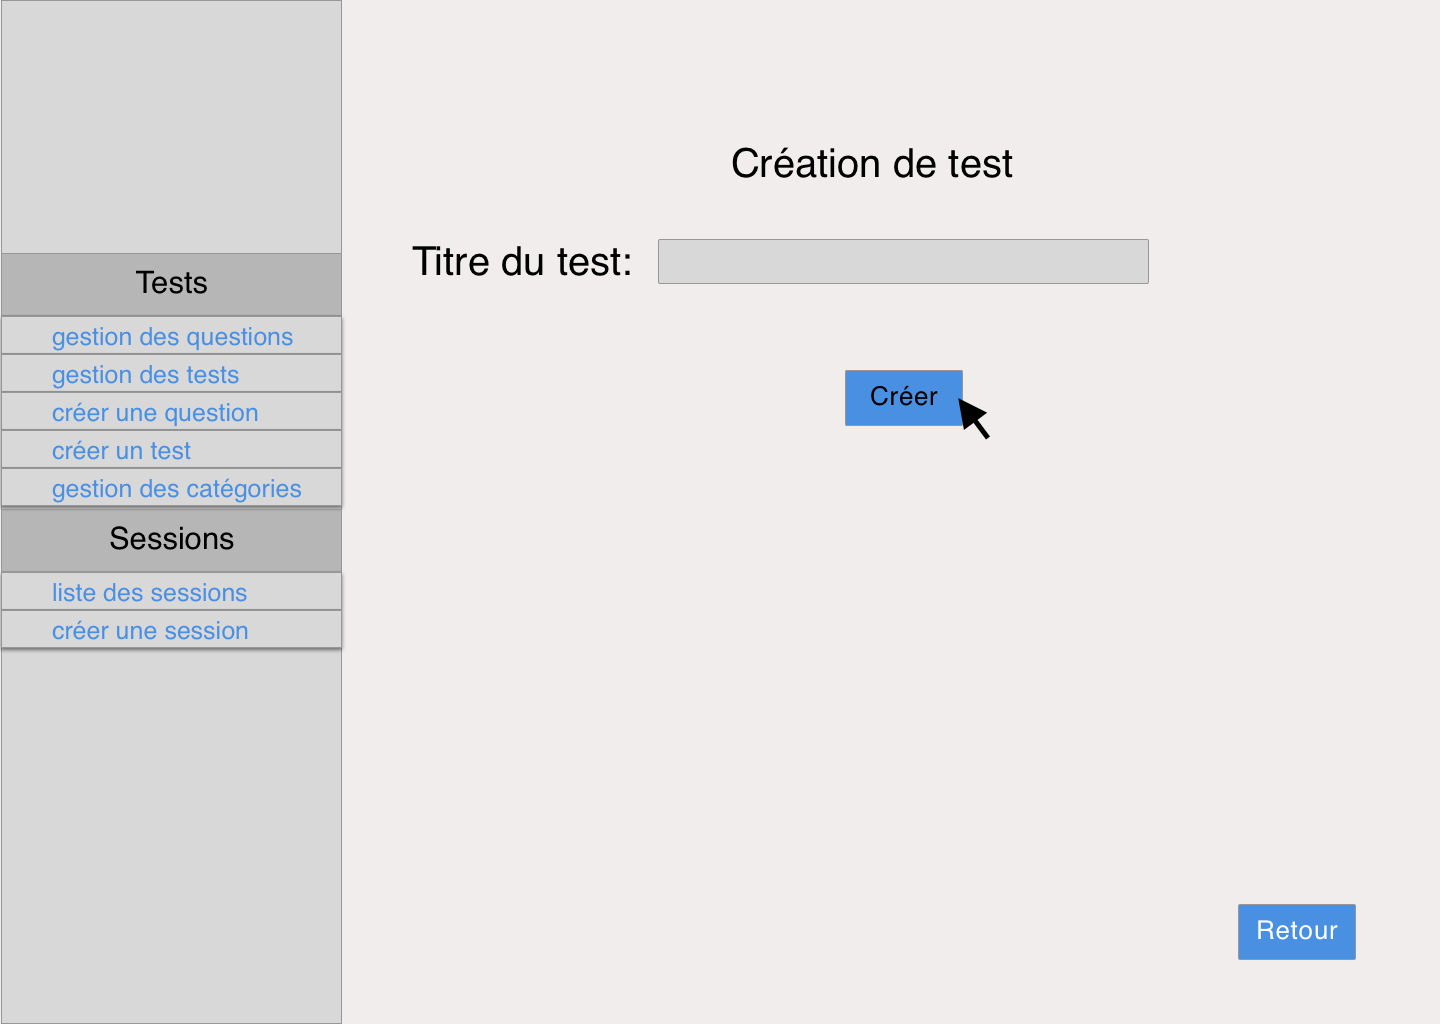 Tests
gestion des questions
gestion des tests
créer une question
créer un test
gestion des catégories
Sessions
liste des sessions
créer une session
Création de test
Titre du test:
Créer
Retour